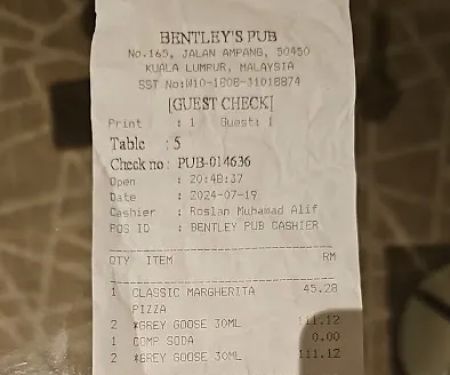 BENTLEY'S PUB
No.165, JALAN AMPANG, 50450
KUALA LUMPUR, MALAYSIA
SST No:W10-1808-31018874
[GUEST CHECK]
Print : 1 Guest: 1
Table : 5
Check no : PUB-014636
Open : 20:48:37
Date : 2024-07-19
Cashier : Roslan Muhamad Alif
POS ID : BENTLEY PUB CASHIER
QTY ITEM RM
1 CLASSIC MARGHERITA 45.28
PIZZA
2 *GREY GOOSE 30ML 111.12
1 COMP SODA 0.00
2 *GREY GOOSE 30ML 111.12